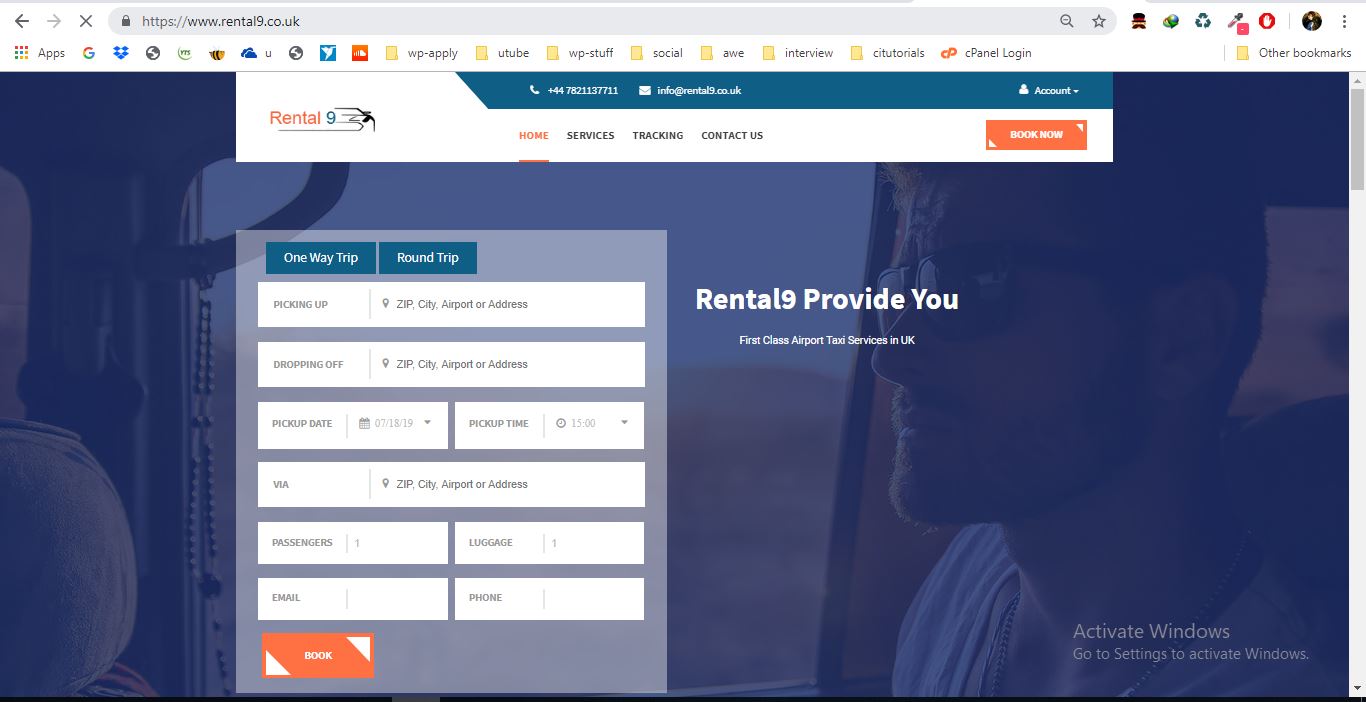 https://www.rental9.co.uk
Apps
u
wp-apply
utube
wp-stuff
social
awe
interview
citutorials
cPanel Login
Other bookmarks
+44 7821137711 info@rental9.co.uk Account
Rental 9
HOME SERVICES TRACKING CONTACT US BOOK NOW
One Way Trip Round Trip
PICKING UP ZIP, City, Airport or Address
Rental9 Provide You
First Class Airport Taxi Services in UK
DROPPING OFF ZIP, City, Airport or Address
PICKUP DATE 07/18/19 PICKUP TIME 15:00
VIA ZIP, City, Airport or Address
PASSENGERS 1 LUGGAGE 1
EMAIL PHONE
BOOK
Activate Windows
Go to Settings to activate Windows.